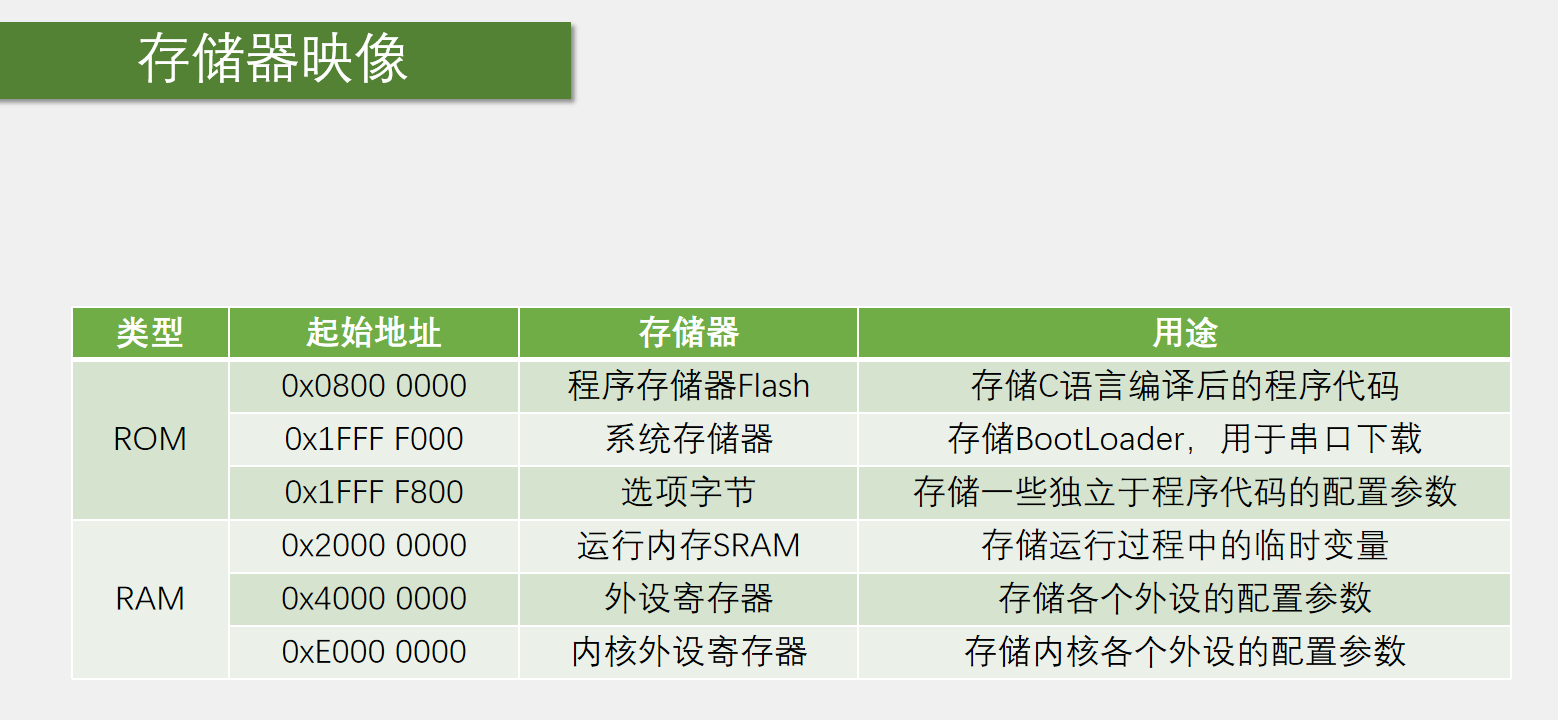 存储器映像
类型 起始地址 存储器 用途
ROM
0x0800 0000 程序存储器Flash 存储C语言编译后的程序代码
0x1FFF F000 系统存储器 存储BootLoader，用于串口下载
0x1FFF F800 选项字节 存储一些独立于程序代码的配置参数
RAM
0x2000 0000 运行内存SRAM 存储运行过程中的临时变量
0x4000 0000 外设寄存器 存储各个外设的配置参数
0xE000 0000 内核外设寄存器 存储内核各个外设的配置参数